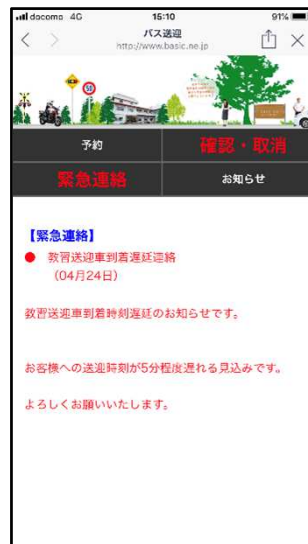 docomo 4G 15:10 91%
バス送迎
http://www.basic.ne.jp
50
予約
確認・取消
緊急連絡
お知らせ
【緊急連絡】
● 教習送迎車到着遅延連絡
（04月24日）
教習送迎車到着時刻遅延のお知らせです。
お客様への送迎時刻が5分程度遅れる見込みです。
よろしくお願いいたします。